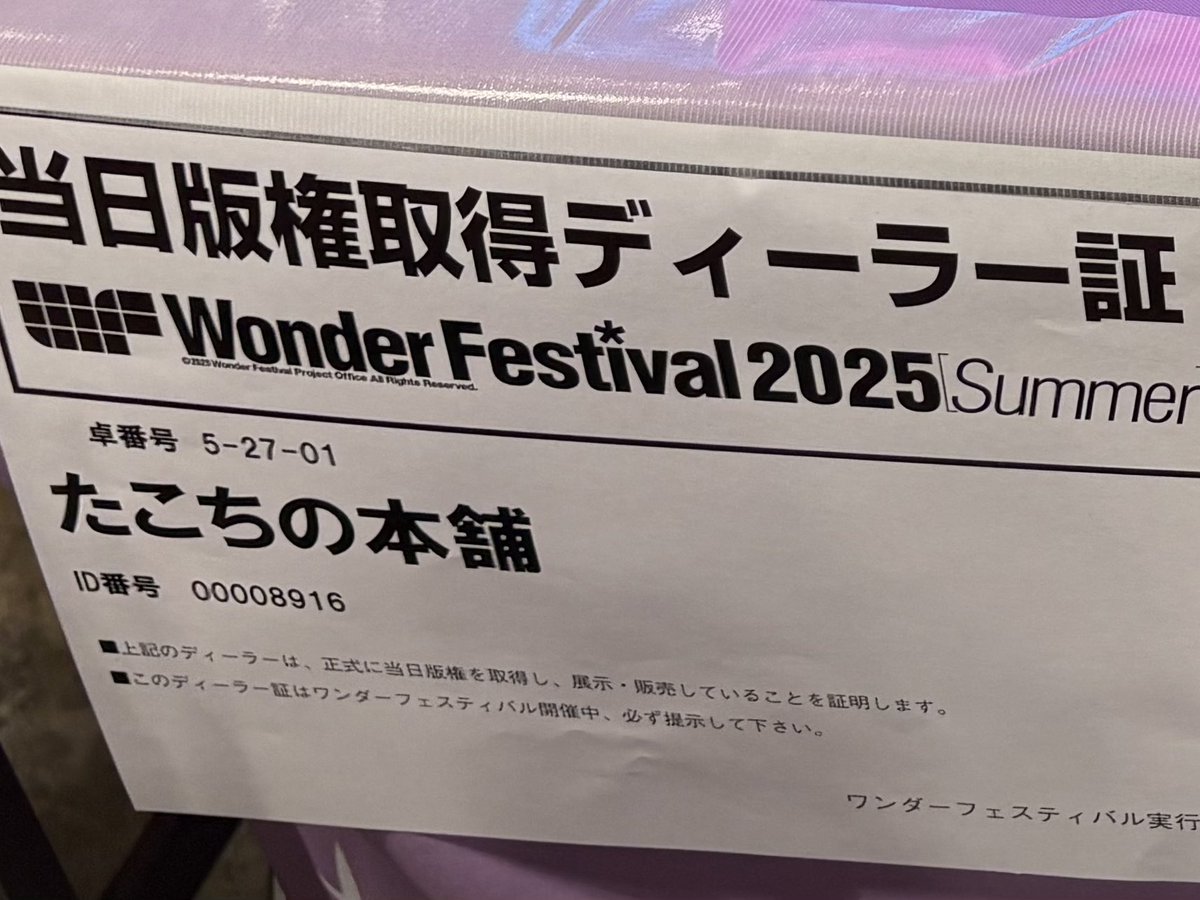 当日版権取得ディーラー証
Wonder Festival 2025[Summer]
©2025 Wonder Festival Project Office All Rights Reserved.
卓番号 5-27-01
たこちの本舗
ID番号 00008916
■上記のディーラーは、正式に当日版権を取得し、展示・販売していることを証明します。
■このディーラー証はワンダーフェスティバル開催中、必ず提示して下さい。
ワンダーフェスティバル実行